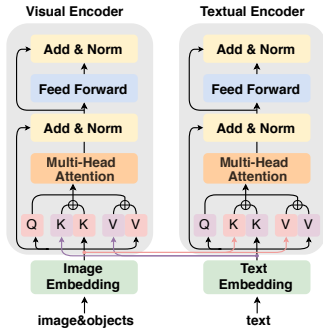 Visual Encoder
Add & Norm
Feed Forward
Add & Norm
Multi-Head
Attention
Q K K V V
Image
Embedding
image&objects
Textual Encoder
Add & Norm
Feed Forward
Add & Norm
Multi-Head
Attention
Q K K V V
Text
Embedding
text